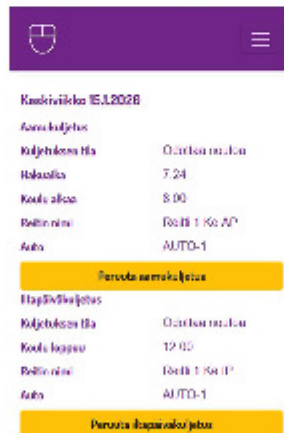 Keskiviikko 15.1.2026
Aamukuljetus
Kuljetuksen tila Odottaa noutoa
Hakuaika 7.24
Koulu alkaa 8.00
Reitin nimi Reitti 1 Ke AP
Auto AUTO-1
Peruuta aamukuljetus
Iltapäiväkuljetus
Kuljetuksen tila Odottaa noutoa
Koulu loppuu 12.00
Reitin nimi Reitti 1 Ke IP
Auto AUTO-1
Peruuta iltapäiväkuljetus